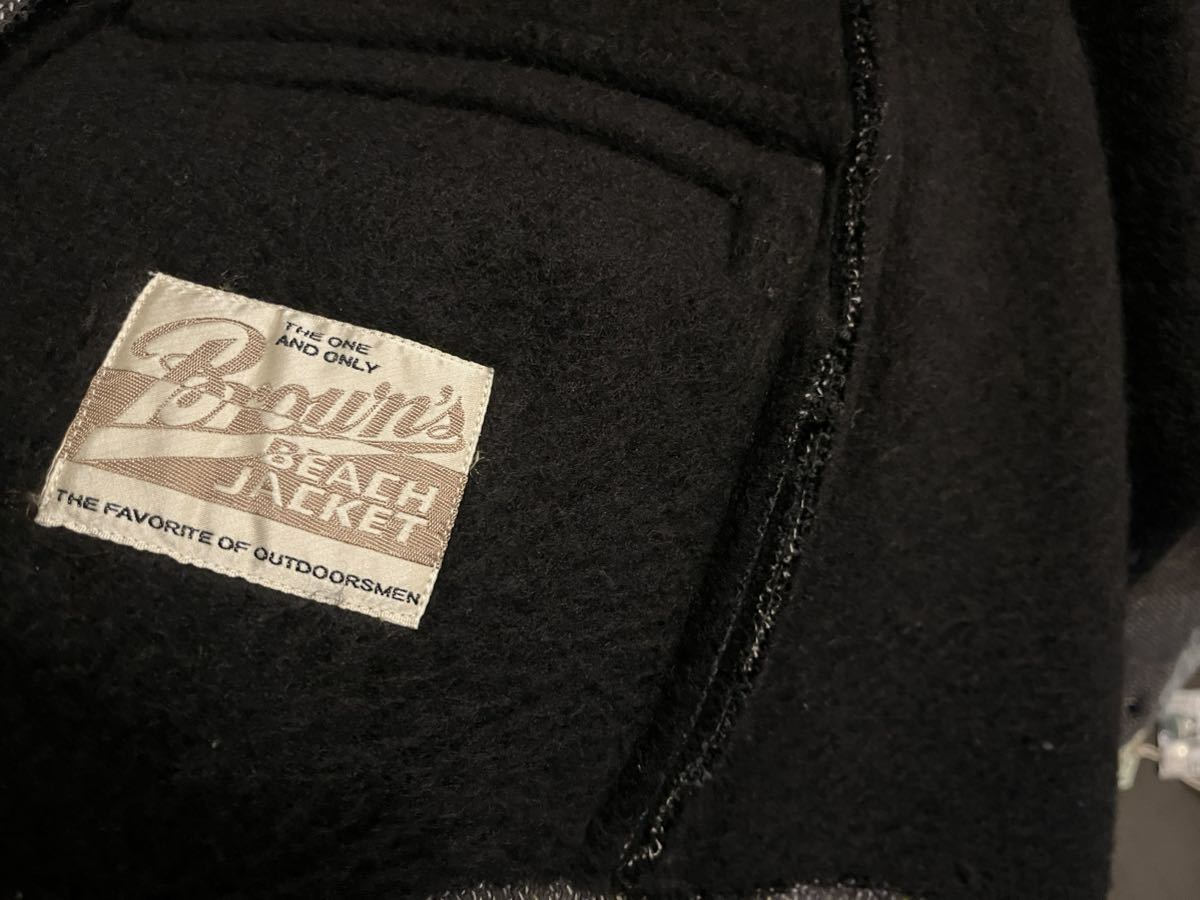 THE ONE
AND ONLY
Brown's
BEACH
JACKET
THE FAVORITE OF OUTDOORSMEN